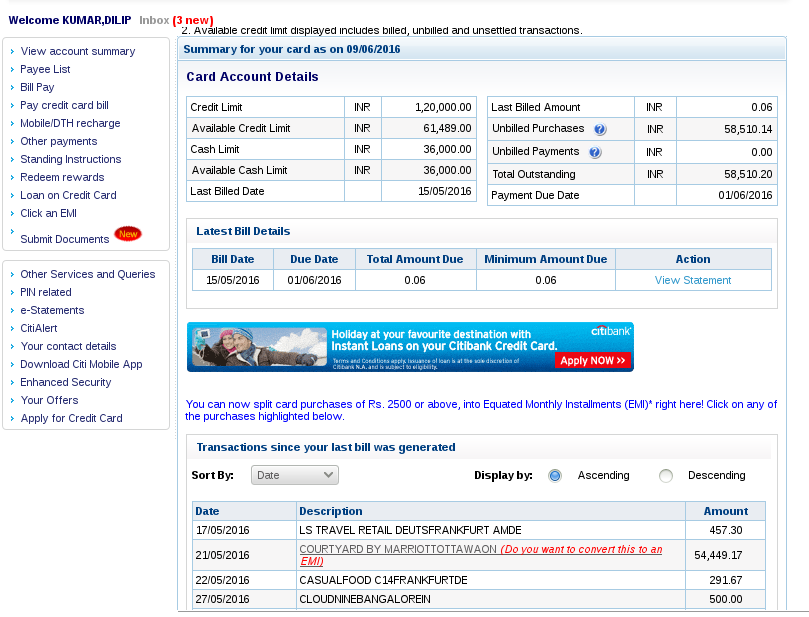 Welcome KUMAR,DILIP Inbox (3 new)
2. Available credit limit displayed includes billed, unbilled and unsettled transactions.
View account summary
Payee List
Bill Pay
Pay credit card bill
Mobile/DTH recharge
Other payments
Standing Instructions
Redeem rewards
Loan on Credit Card
Click an EMI
Submit Documents New
Other Services and Queries
PIN related
e-Statements
CitiAlert
Your contact details
Download Citi Mobile App
Enhanced Security
Your Offers
Apply for Credit Card
Summary for your card as on 09/06/2016
Card Account Details
Credit Limit INR 1,20,000.00
Available Credit Limit INR 61,489.00
Cash Limit INR 36,000.00
Available Cash Limit INR 36,000.00
Last Billed Date 15/05/2016
Last Billed Amount INR 0.06
Unbilled Purchases ? INR 58,510.14
Unbilled Payments ? INR 0.00
Total Outstanding INR 58,510.20
Payment Due Date 01/06/2016
Latest Bill Details
Bill Date Due Date Total Amount Due Minimum Amount Due Action
15/05/2016 01/06/2016 0.06 0.06 View Statement
Holiday at your favourite destination with
Instant Loans on your Citibank Credit Card.
citibank
Terms and Conditions apply. Issuance of loan is at the sole discretion of
Citibank N.A. and is subject to eligibility.
Apply NOW >>
You can now split card purchases of Rs. 2500 or above, into Equated Monthly Installments (EMI)* right here! Click on any of
the purchases highlighted below.
Transactions since your last bill was generated
Sort By: Date Display by: Ascending Descending
Date Description Amount
17/05/2016 LS TRAVEL RETAIL DEUTSFRANKFURT AMDE 457.30
21/05/2016 COURTYARD BY MARRIOTTOTTAWAON (Do you want to convert this to an
EMI) 54,449.17
22/05/2016 CASUALFOOD C14FRANKFURTDE 291.67
27/05/2016 CLOUDNINEBANGALOREIN 500.00